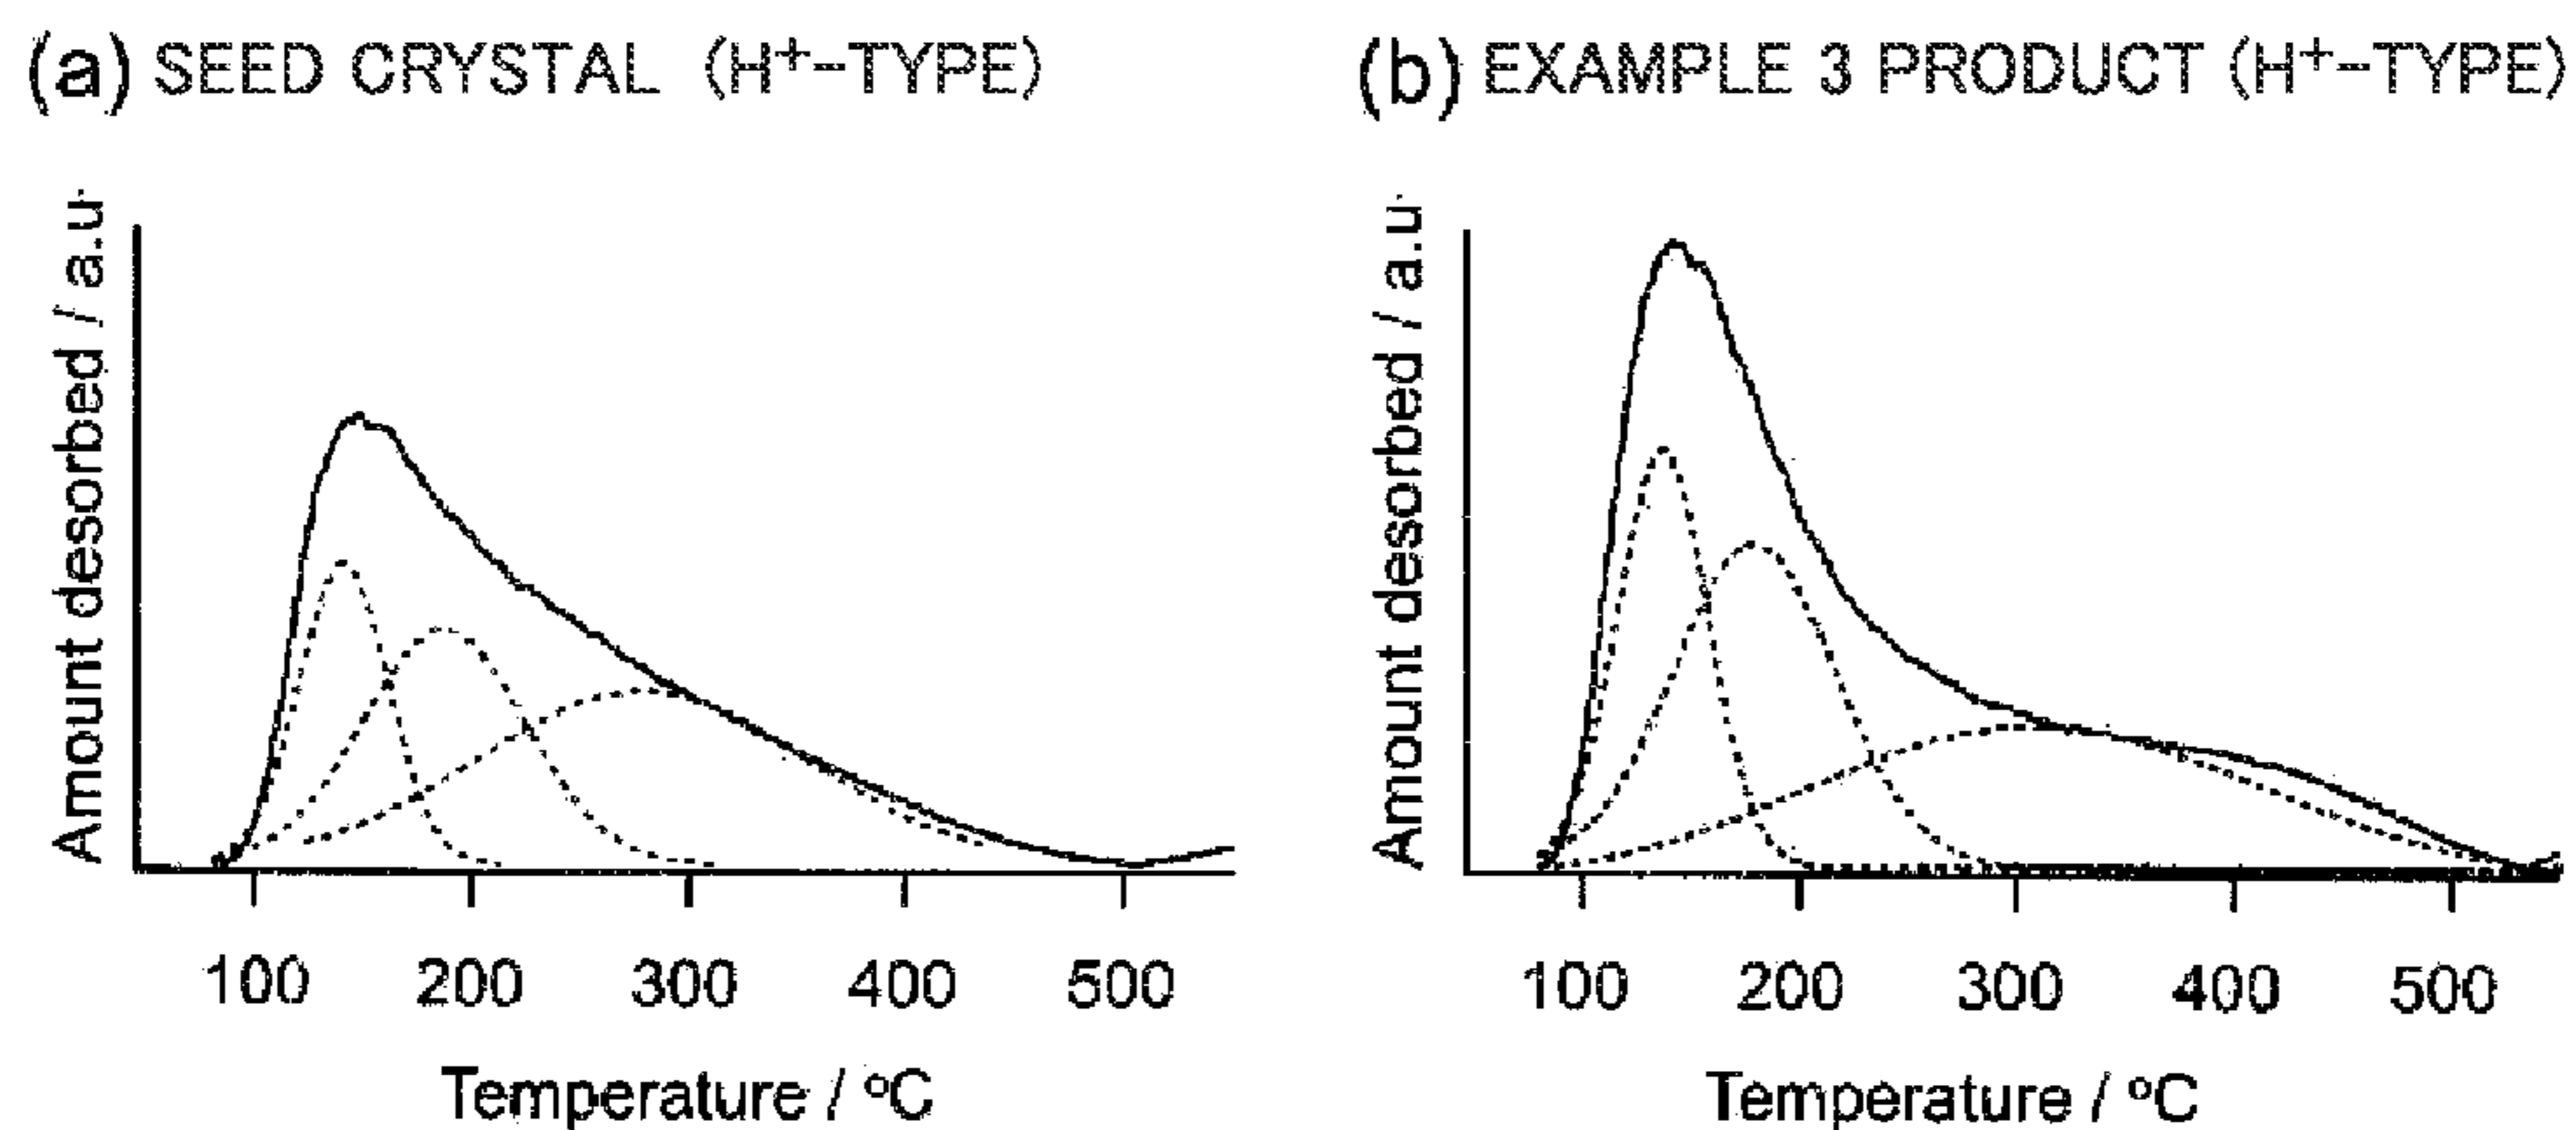 (a) SEED CRYSTAL (H+-TYPE)
Amount desorbed / a.u
100 200 300 400 500
Temperature / °C
(b) EXAMPLE 3 PRODUCT (H+-TYPE)
Amount desorbed / a.u
100 200 300 400 500
Temperature / °C